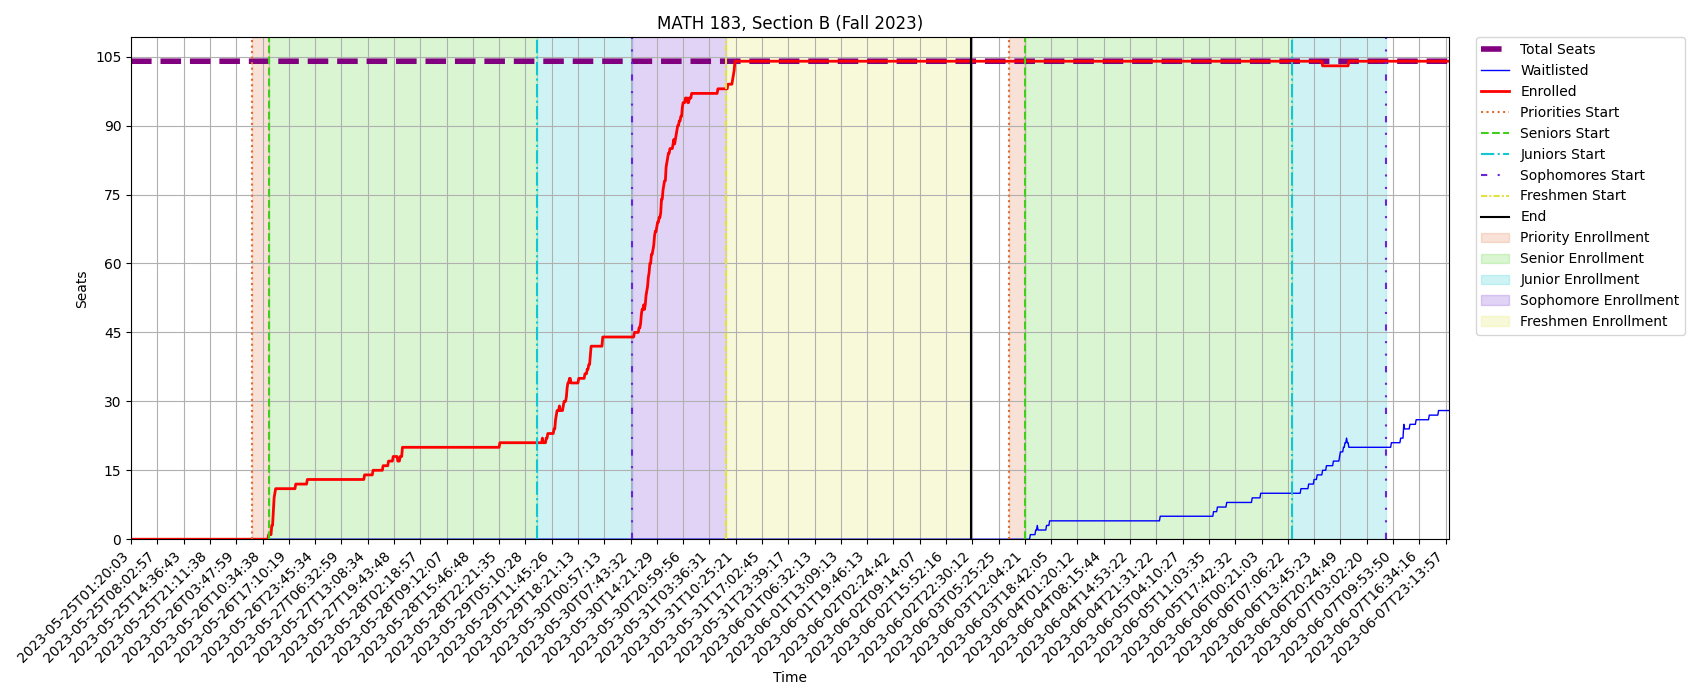 MATH 183, Section B (Fall 2023)
Seats
105
90
75
60
45
30
15
0
2023-05-25T01:20:03
2023-05-25T08:02:57
2023-05-25T14:36:43
2023-05-25T21:11:38
2023-05-26T03:47:59
2023-05-26T10:34:38
2023-05-26T17:10:19
2023-05-26T23:45:34
2023-05-27T06:32:59
2023-05-27T13:08:34
2023-05-27T19:43:48
2023-05-28T02:18:57
2023-05-28T09:12:07
2023-05-28T15:46:48
2023-05-28T22:21:35
2023-05-29T05:10:28
2023-05-29T11:45:26
2023-05-29T18:21:13
2023-05-30T00:57:13
2023-05-30T07:43:32
2023-05-30T14:21:29
2023-05-30T20:59:56
2023-05-31T03:36:31
2023-05-31T10:25:21
2023-05-31T17:02:45
2023-05-31T23:39:17
2023-06-01T06:32:13
2023-06-01T13:09:13
2023-06-01T19:46:13
2023-06-02T02:24:42
2023-06-02T09:14:07
2023-06-02T15:52:16
2023-06-02T22:30:12
2023-06-03T05:25:25
2023-06-03T12:04:21
2023-06-03T18:42:05
2023-06-04T01:20:12
2023-06-04T08:15:44
2023-06-04T14:53:22
2023-06-04T21:31:22
2023-06-05T04:10:27
2023-06-05T11:03:35
2023-06-05T17:42:32
2023-06-06T00:21:03
2023-06-06T07:06:22
2023-06-06T13:45:23
2023-06-06T20:24:49
2023-06-07T03:02:20
2023-06-07T09:53:50
2023-06-07T16:34:16
2023-06-07T23:13:57
Time
Total Seats
Waitlisted
Enrolled
Priorities Start
Seniors Start
Juniors Start
Sophomores Start
Freshmen Start
End
Priority Enrollment
Senior Enrollment
Junior Enrollment
Sophomore Enrollment
Freshmen Enrollment